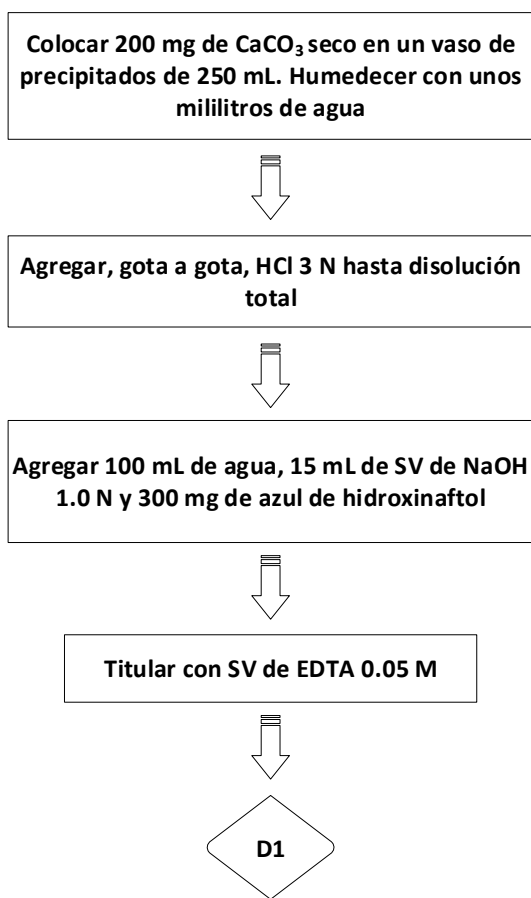 Colocar 200 mg de CaCO₃ seco en un vaso de
precipitados de 250 mL. Humedecer con unos
mililitros de agua
Agregar, gota a gota, HCl 3 N hasta disolución
total
Agregar 100 mL de agua, 15 mL de SV de NaOH
1.0 N y 300 mg de azul de hidroxinaftol
Titular con SV de EDTA 0.05 M
D1